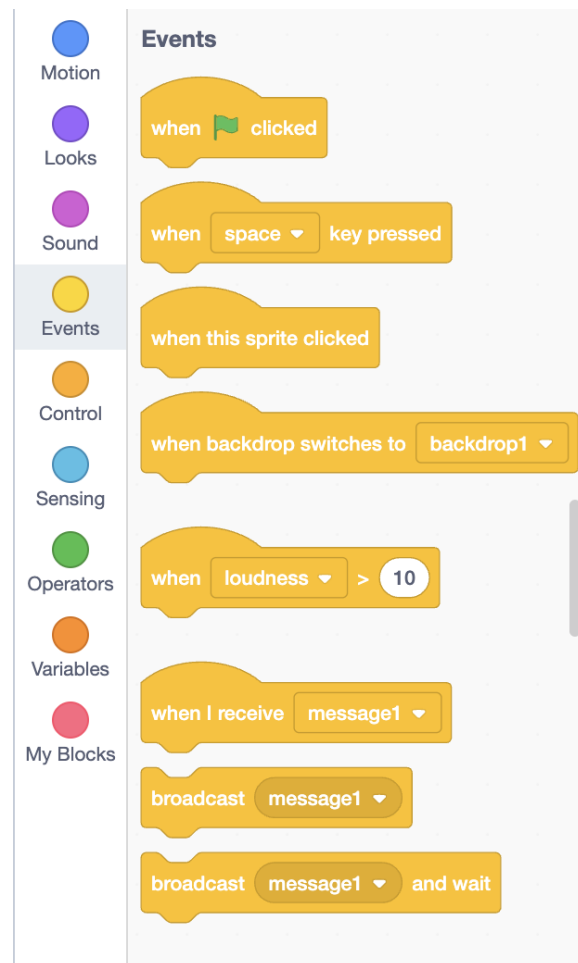 Motion
Looks
Sound
Events
Control
Sensing
Operators
Variables
My Blocks
Events
when clicked
when space key pressed
when this sprite clicked
when backdrop switches to backdrop1
when loudness > 10
when I receive message1
broadcast message1
broadcast message1 and wait